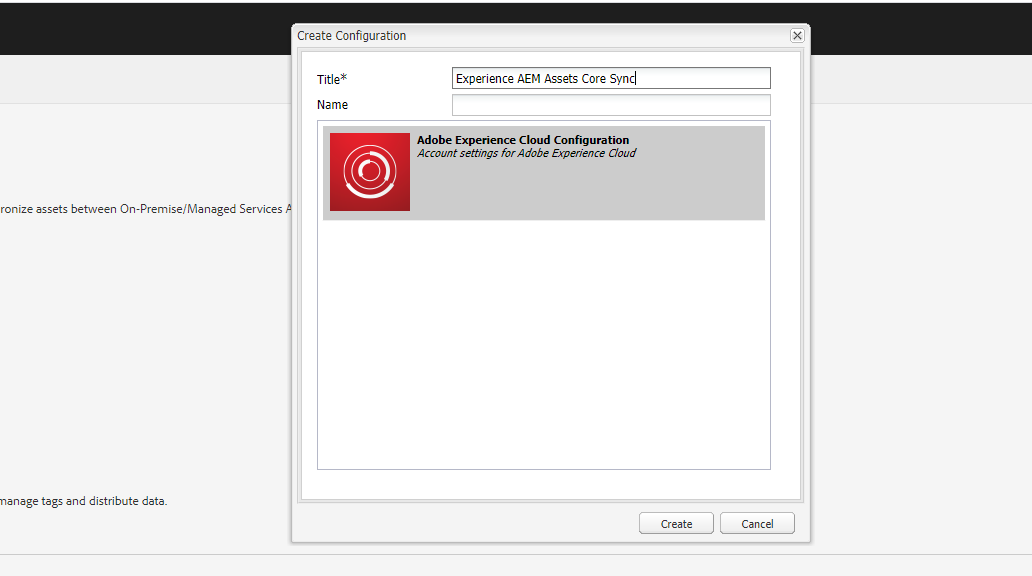 Create Configuration
Title*
Experience AEM Assets Core Sync
Name
Adobe Experience Cloud Configuration
Account settings for Adobe Experience Cloud
ronize assets between On-Premise/Managed Services A
manage tags and distribute data.
Create
Cancel